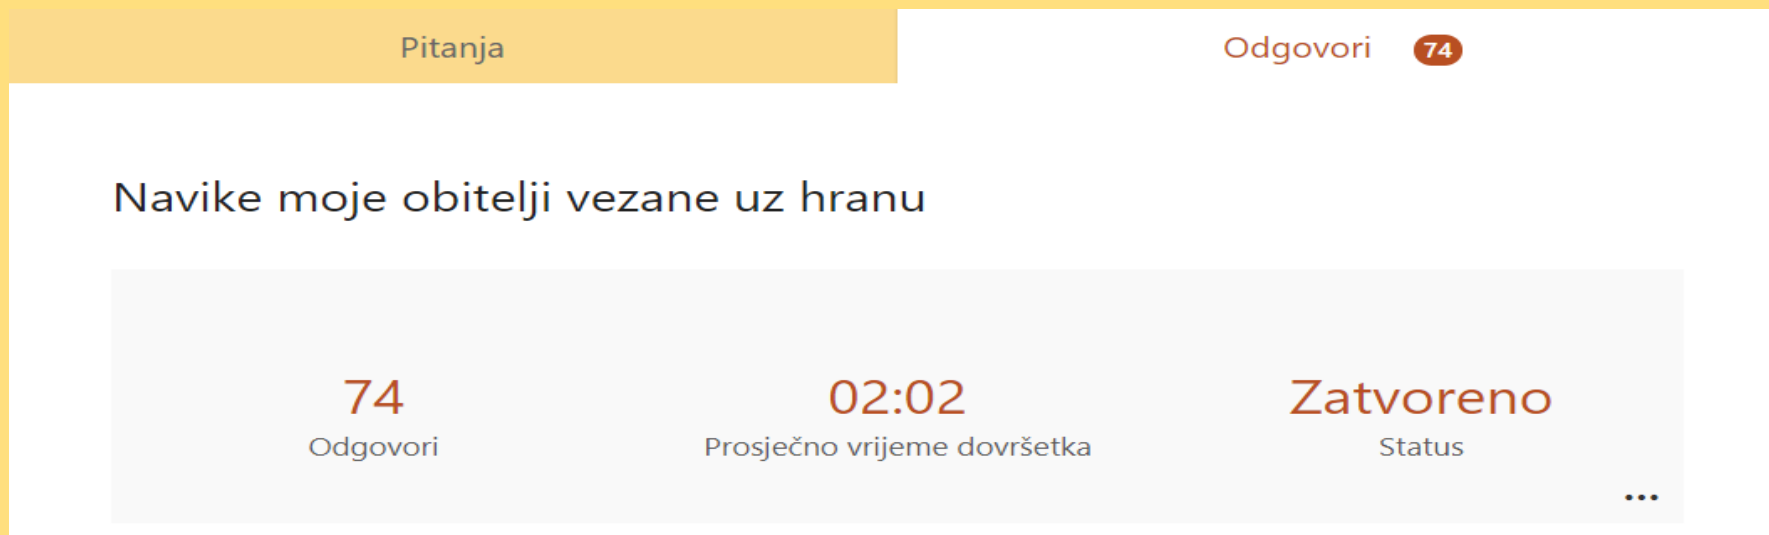 Pitanja
Odgovori 74
Navike moje obitelji vezane uz hranu
74
Odgovori
02:02
Prosječno vrijeme dovršetka
Zatvoreno
Status
...